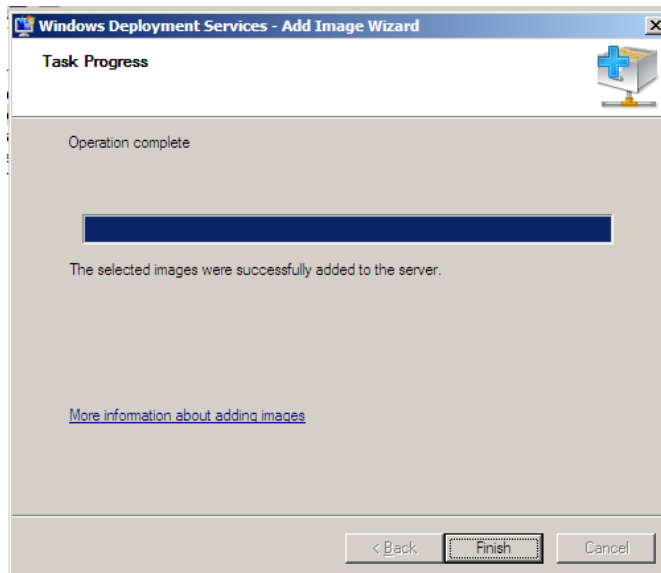 Windows Deployment Services - Add Image Wizard
Task Progress
Operation complete
The selected images were successfully added to the server.
More information about adding images
< Back Finish Cancel